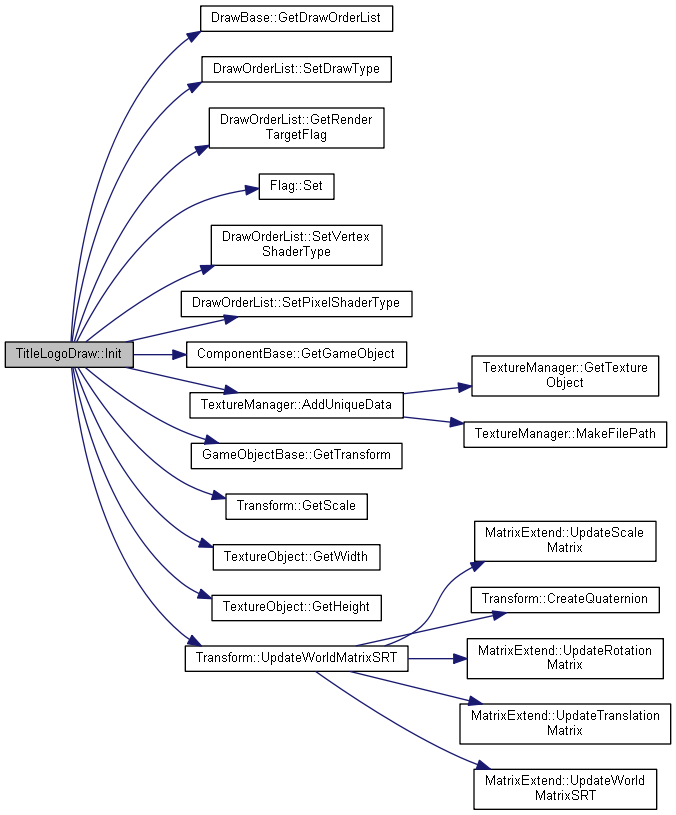 DrawBase::GetDrawOrderList
DrawOrderList::SetDrawType
DrawOrderList::GetRender
TargetFlag
Flag::Set
DrawOrderList::SetVertex
ShaderType
DrawOrderList::SetPixelShaderType
TitleLogoDraw::Init
ComponentBase::GetGameObject
TextureManager::GetTexture
Object
TextureManager::AddUniqueData
TextureManager::MakeFilePath
GameObjectBase::GetTransform
Transform::GetScale
MatrixExtend::UpdateScale
Matrix
TextureObject::GetWidth
Transform::CreateQuaternion
TextureObject::GetHeight
Transform::UpdateWorldMatrixSRT
MatrixExtend::UpdateRotation
Matrix
MatrixExtend::UpdateTranslation
Matrix
MatrixExtend::UpdateWorld
MatrixSRT